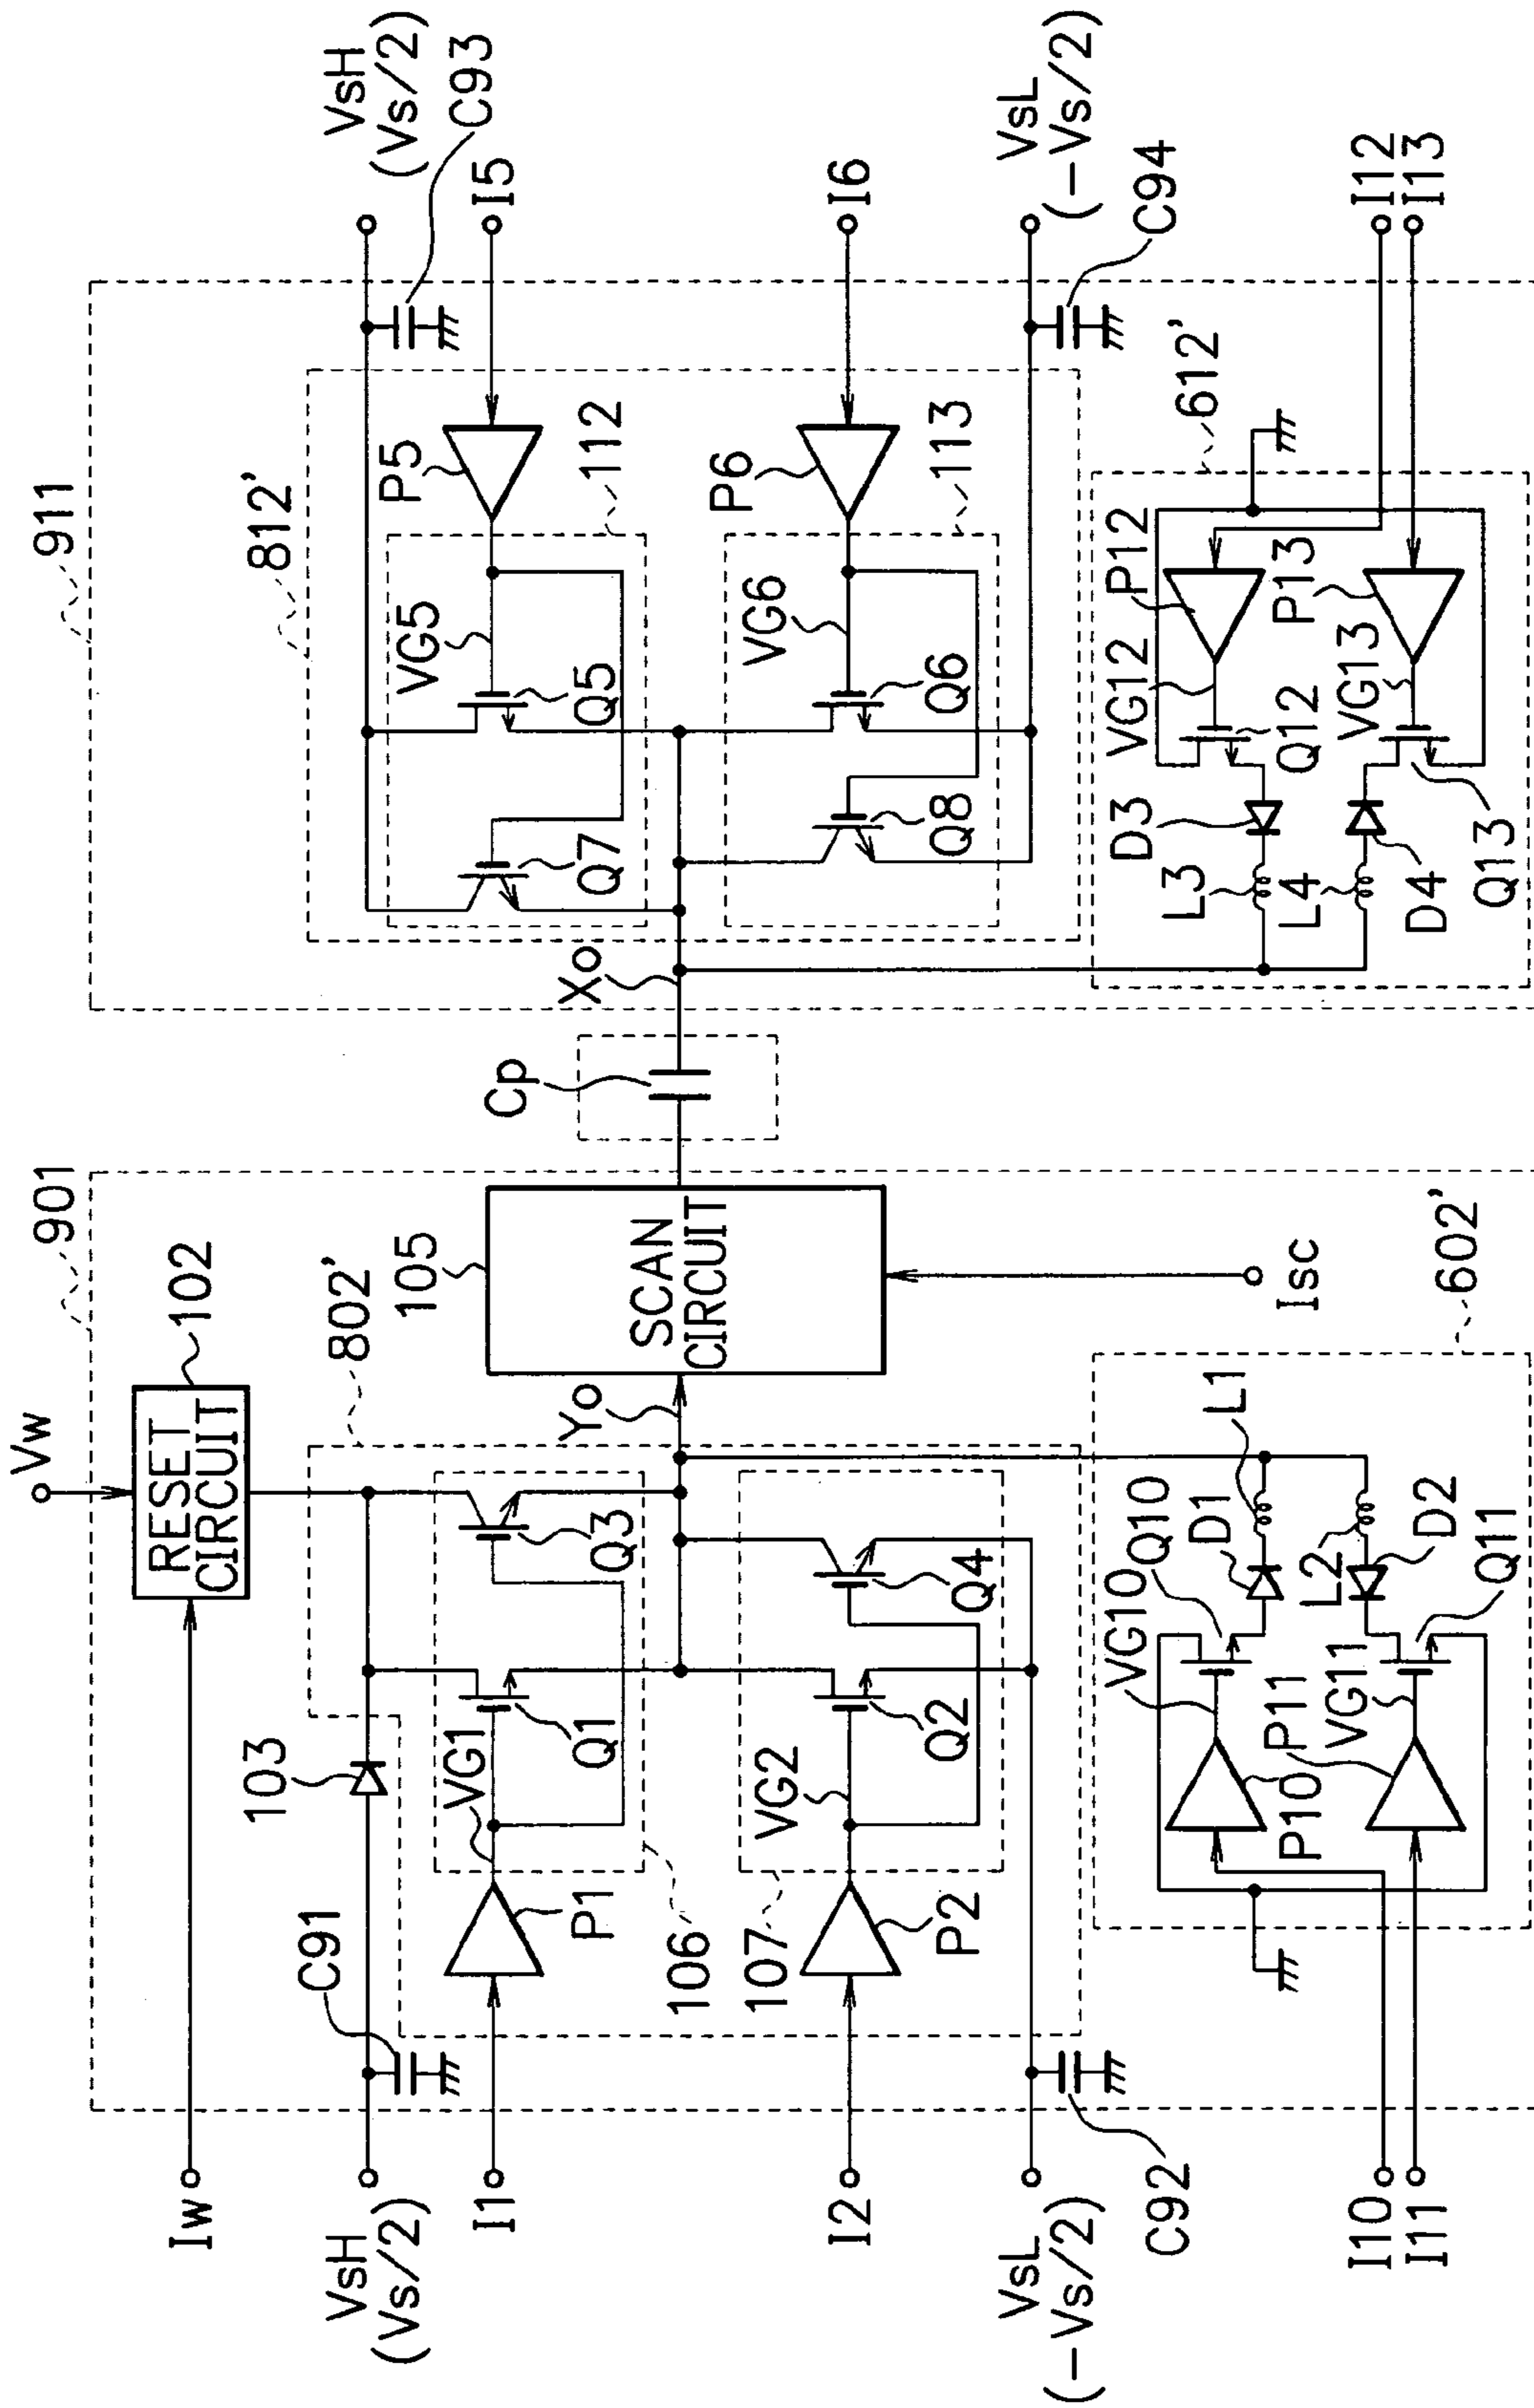 Vw
901
911
RESET
CIRCUIT
102
802'
812'
VsH
(Vs/2)
C93
Iw
C91
103
VsH
(Vs/2)
105
SCAN
CIRCUIT
Yo
Xo
Cp
I5
P5
VG5
Q5
Q7
112
I1
P1
VG1
Q1
Q3
106
I6
P6
VG6
Q6
Q8
113
I2
P2
VG2
Q2
Q4
107
VsL
(-Vs/2)
C92
VsL
(-Vs/2)
C94
Isc
602'
612'
I10
I11
P10
P11
VG10
VG11
Q10
Q11
D1
D2
L1
L2
L3
L4
D3
D4
Q12
Q13
VG12
VG13
P12
P13
I12
I13